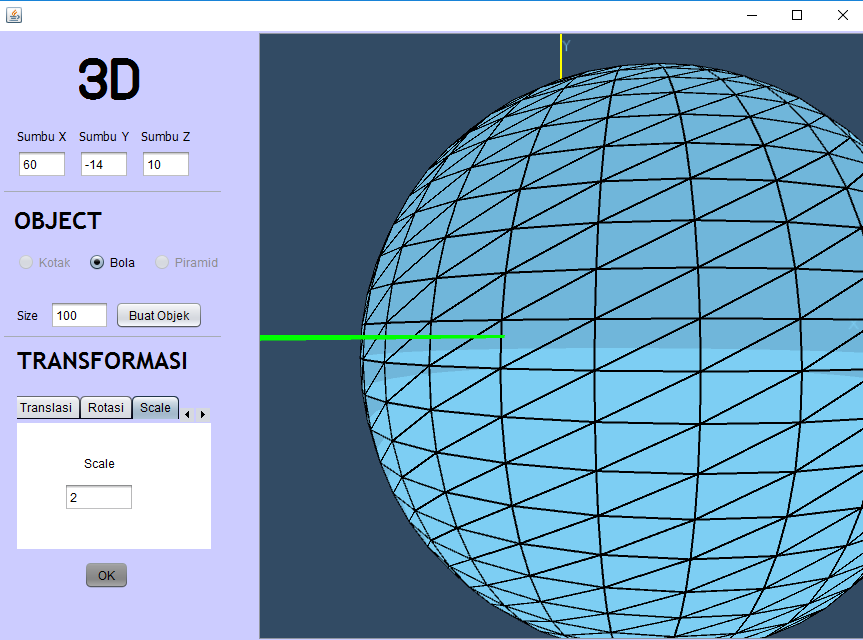 3D
Sumbu X Sumbu Y Sumbu Z
60 -14 10
OBJECT
Kotak Bola Piramid
Size 100 Buat Objek
TRANSFORMASI
Translasi Rotasi Scale
Scale
2
OK
Y
X